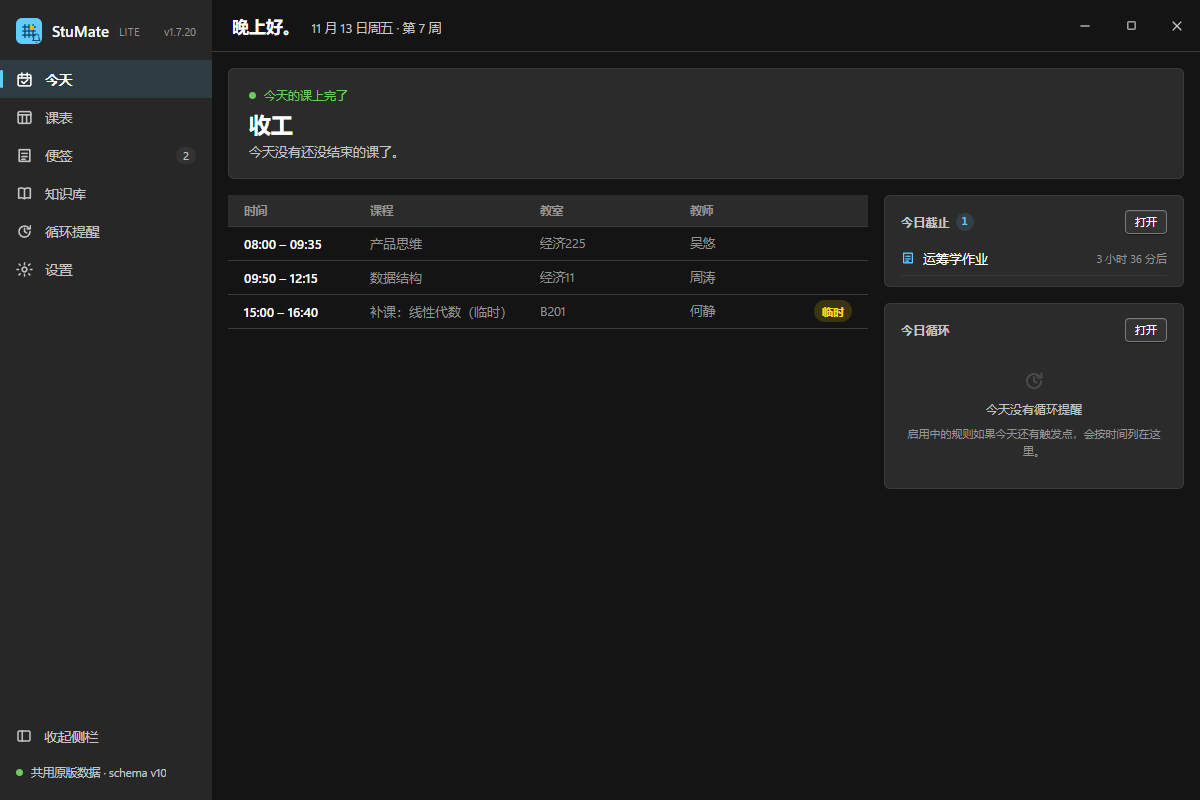 StuMate LITE v1.7.20
今天
课表
便签 2
知识库
循环提醒
设置
收起侧栏
共用原版数据 · schema v10
晚上好。 11 月 13 日周五 · 第 7 周
今天的课上完了
收工
今天没有还没结束的课了。
时间 课程 教室 教师
08:00 – 09:35 产品思维 经济225 吴悠
09:50 – 12:15 数据结构 经济11 周涛
15:00 – 16:40 补课：线性代数（临时） B201 何静 临时
今日截止 1 打开
运筹学作业 3 小时 36 分后
今日循环 打开
今天没有循环提醒
启用中的规则如果今天还有触发点，会按时间列在这
里。